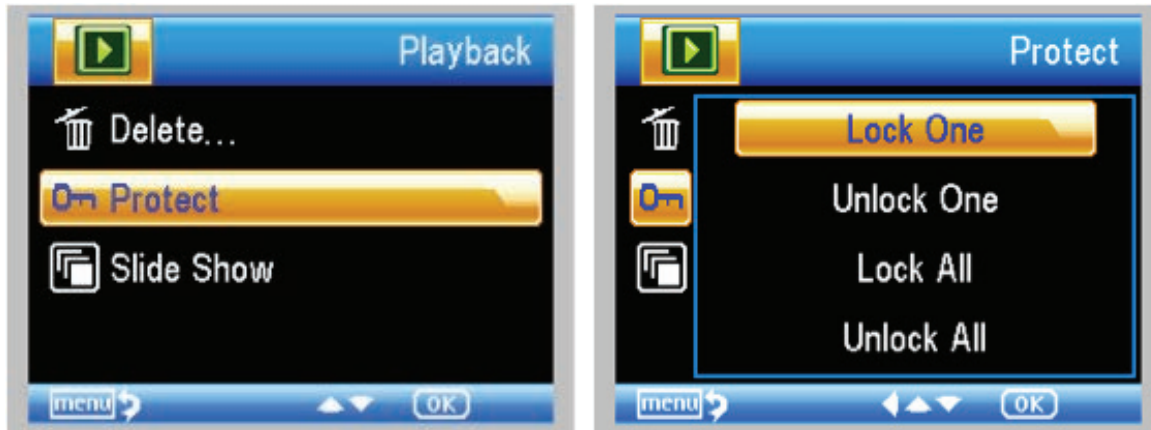 Playback
Delete...
Protect
Slide Show
menu OK
Protect
Lock One
Unlock One
Lock All
Unlock All
menu OK